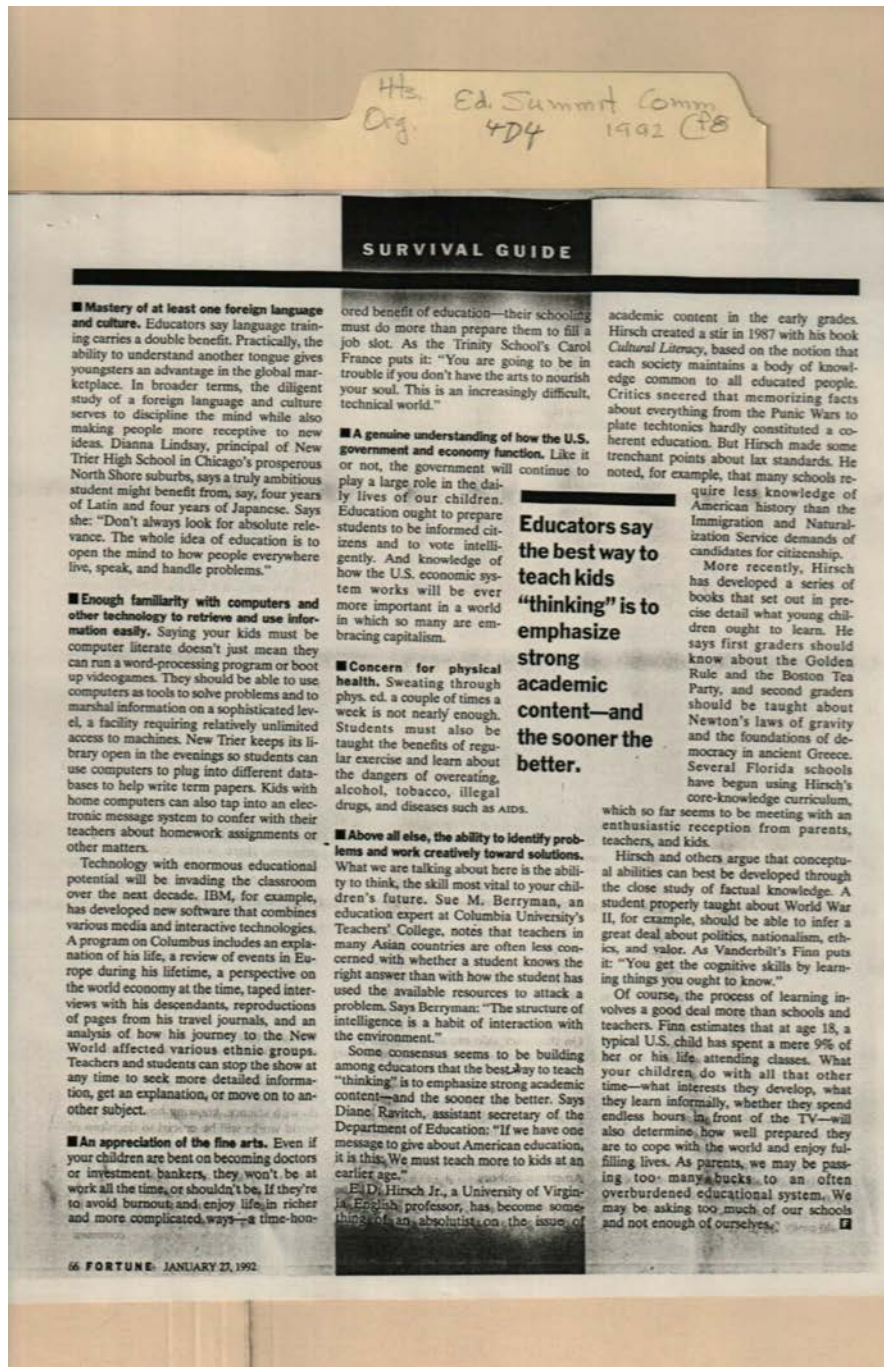 Hts. Ed. Summit Comm
Org. 4D4 1992 (P8
SURVIVAL GUIDE
■ Mastery of at least one foreign language
and culture. Educators say language train-
ing carries a double benefit. Practically, the
ability to understand another tongue gives
youngsters an advantage in the global mar-
ketplace. In broader terms, the diligent
study of a foreign language and culture
serves to discipline the mind while also
making people more receptive to new
ideas. Dianna Lindsay, principal of New
Trier High School in Chicago's prosperous
North Shore suburbs, says a truly ambitious
student might benefit from, say, four years
of Latin and four years of Japanese. Says
she: "Don't always look for absolute rele-
vance. The whole idea of education is to
open the mind to how people everywhere
live, speak, and handle problems."
■ Enough familiarity with computers and
other technology to retrieve and use infor-
mation easily. Saying your kids must be
computer literate doesn't just mean they
can run a word-processing program or boot
up videogames. They should be able to use
computers as tools to solve problems and to
marshal information on a sophisticated lev-
el, a facility requiring relatively unlimited
access to machines. New Trier keeps its li-
brary open in the evenings so students can
use computers to plug into different data-
bases to help write term papers. Kids with
home computers can also tap into an elec-
tronic message system to confer with their
teachers about homework assignments or
other matters.
Technology with enormous educational
potential will be invading the classroom
over the next decade. IBM, for example,
has developed new software that combines
various media and interactive technologies.
A program on Columbus includes an expla-
nation of his life, a review of events in Eu-
rope during his lifetime, a perspective on
the world economy at the time, taped inter-
views with his descendants, reproductions
of pages from his travel journals, and an
analysis of how his journey to the New
World affected various ethnic groups.
Teachers and students can stop the show at
any time to seek more detailed informa-
tion, get an explanation, or move on to an-
other subject.
■ An appreciation of the fine arts. Even if
your children are bent on becoming doctors
or investment bankers, they won't be at
work all the time, or shouldn't be. If they're
to avoid burnout and enjoy life in richer
and more complicated ways—a time-hon-
ored benefit of education—their schooling
must do more than prepare them to fill a
job slot. As the Trinity School's Carol
France puts it: "You are going to be in
trouble if you don't have the arts to nourish
your soul. This is an increasingly difficult,
technical world."
■ A genuine understanding of how the U.S.
government and economy function. Like it
or not, the government will continue to
play a large role in the dai-
ly lives of our children.
Education ought to prepare
students to be informed cit-
izens and to vote intelli-
gently. And knowledge of
how the U.S. economic sys-
tem works will be ever
more important in a world
in which so many are em-
bracing capitalism.
■ Concern for physical
health. Sweating through
phys. ed. a couple of times a
week is not nearly enough.
Students must also be
taught the benefits of regu-
lar exercise and learn about
the dangers of overeating,
alcohol, tobacco, illegal
drugs, and diseases such as AIDS.
■ Above all else, the ability to identify prob-
lems and work creatively toward solutions.
What we are talking about here is the abili-
ty to think, the skill most vital to your chil-
dren's future. Sue M. Berryman, an
education expert at Columbia University's
Teachers' College, notes that teachers in
many Asian countries are often less con-
cerned with whether a student knows the
right answer than with how the student has
used the available resources to attack a
problem. Says Berryman: "The structure of
intelligence is a habit of interaction with
the environment."
Some consensus seems to be building
among educators that the best way to teach
"thinking" is to emphasize strong academic
content—and the sooner the better. Says
Diane Ravitch, assistant secretary of the
Department of Education: "If we have one
message to give about American education,
it is this: We must teach more to kids at an
earlier age."
E. D. Hirsch Jr., a University of Virgin-
ia English professor, has become some-
thing of an absolutist on the issue of
Educators say
the best way to
teach kids
"thinking" is to
emphasize
strong
academic
content—and
the sooner the
better.
academic content in the early grades.
Hirsch created a stir in 1987 with his book
Cultural Literacy, based on the notion that
each society maintains a body of knowl-
edge common to all educated people.
Critics sneered that memorizing facts
about everything from the Punic Wars to
plate techtonics hardly constituted a co-
herent education. But Hirsch made some
trenchant points about lax standards. He
noted, for example, that many schools re-
quire less knowledge of
American history than the
Immigration and Natural-
ization Service demands of
candidates for citizenship.
More recently, Hirsch
has developed a series of
books that set out in pre-
cise detail what young chil-
dren ought to learn. He
says first graders should
know about the Golden
Rule and the Boston Tea
Party, and second graders
should be taught about
Newton's laws of gravity
and the foundations of de-
mocracy in ancient Greece.
Several Florida schools
have begun using Hirsch's
core-knowledge curriculum,
which so far seems to be meeting with an
enthusiastic reception from parents,
teachers, and kids.
Hirsch and others argue that conceptu-
al abilities can best be developed through
the close study of factual knowledge. A
student properly taught about World War
II, for example, should be able to infer a
great deal about politics, nationalism, eth-
ics, and valor. As Vanderbilt's Finn puts
it: "You get the cognitive skills by learn-
ing things you ought to know."
Of course, the process of learning in-
volves a good deal more than schools and
teachers. Finn estimates that at age 18, a
typical U.S. child has spent a mere 9% of
her or his life attending classes. What
your children do with all that other
time—what interests they develop, what
they learn informally, whether they spend
endless hours in front of the TV—will
also determine how well prepared they
are to cope with the world and enjoy ful-
filling lives. As parents, we may be pass-
ing too many bucks to an often
overburdened educational system. We
may be asking too much of our schools
and not enough of ourselves. F
66 FORTUNE JANUARY 27, 1992